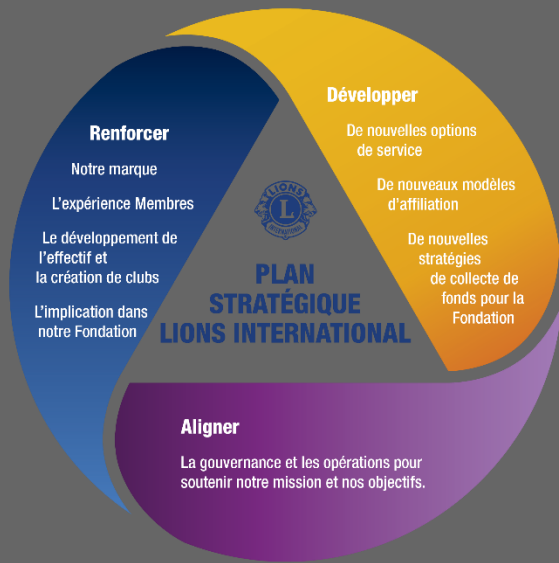 Renforcer
Notre marque
L'expérience Membres
Le développement de
l'effectif et
la création de clubs
L'implication dans
notre Fondation
Développer
De nouvelles options
de service
De nouveaux modèles
d'affiliation
De nouvelles
stratégies
de collecte de
fonds pour la
Fondation
LIONS
L
INTERNATIONAL
PLAN
STRATÉGIQUE
LIONS INTERNATIONAL
Aligner
La gouvernance et les opérations pour
soutenir notre mission et nos objectifs.